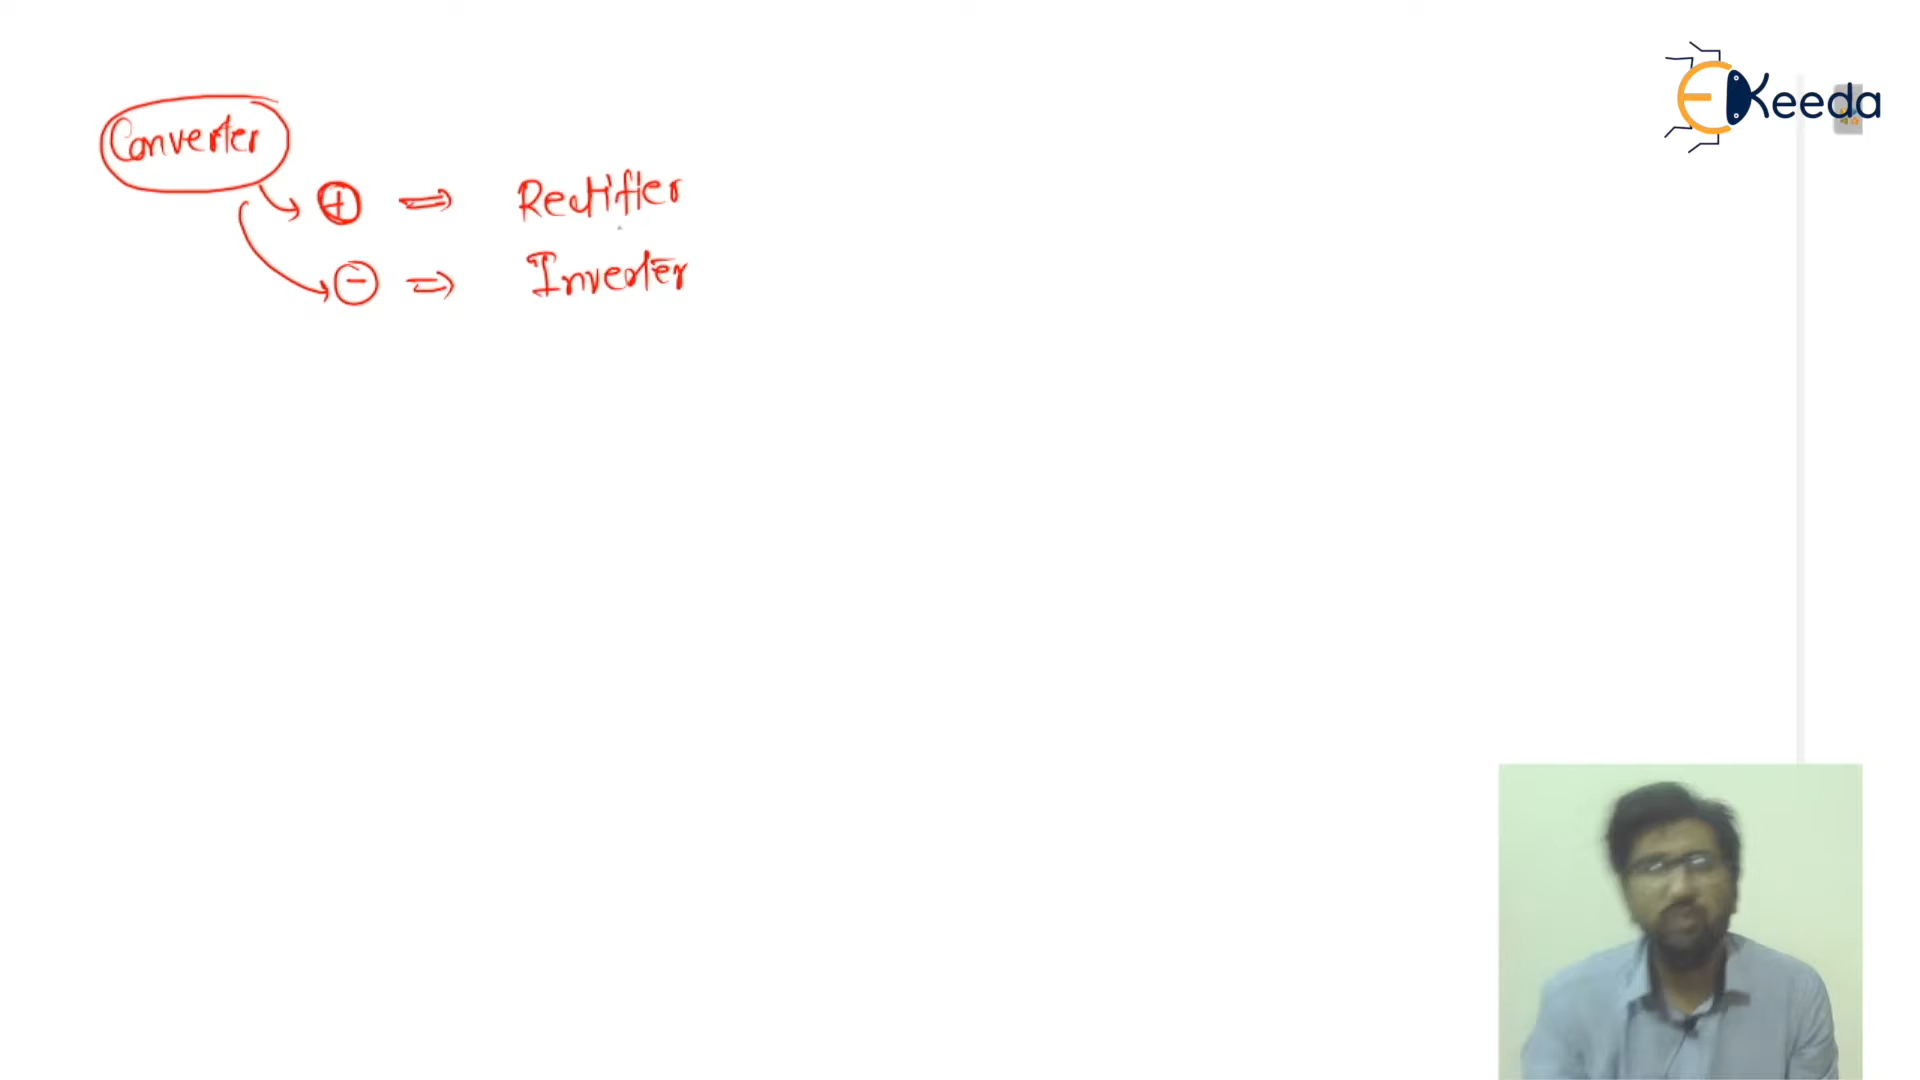 EKeeda
Converter
+ ⇒ Rectifier
- ⇒ Inverter